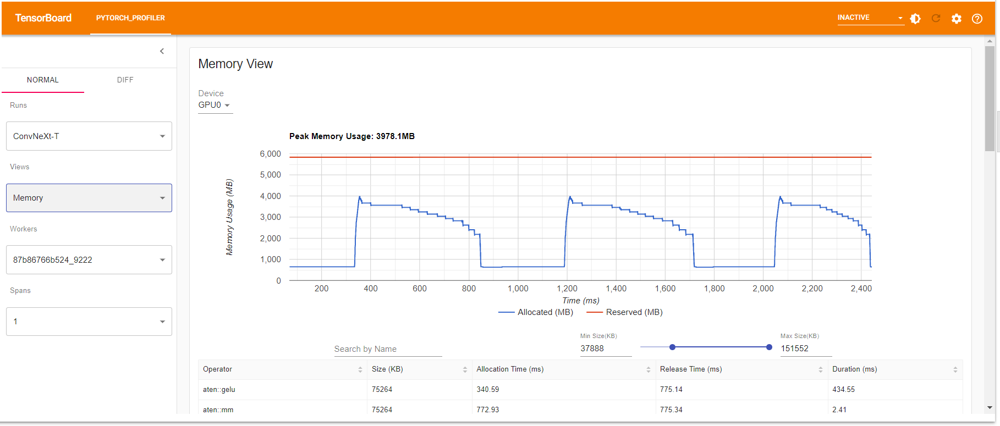 TensorBoard PYTORCH_PROFILER INACTIVE
NORMAL DIFF
Runs
ConvNeXt-T
Views
Memory
Workers
87b86766b524_9222
Spans
1
Memory View
Device
GPU0
Peak Memory Usage: 3978.1MB
Memory Usage (MB)
6,000
5,000
4,000
3,000
2,000
1,000
0
200 400 600 800 1,000 1,200 1,400 1,600 1,800 2,000 2,200 2,400
Time (ms)
Allocated (MB) Reserved (MB)
Search by Name
Min Size(KB)
37888
Max Size(KB)
151552
Operator Size (KB) Allocation Time (ms) Release Time (ms) Duration (ms)
aten::gelu 75264 340.59 775.14 434.55
aten::mm 75264 772.93 775.34 2.41